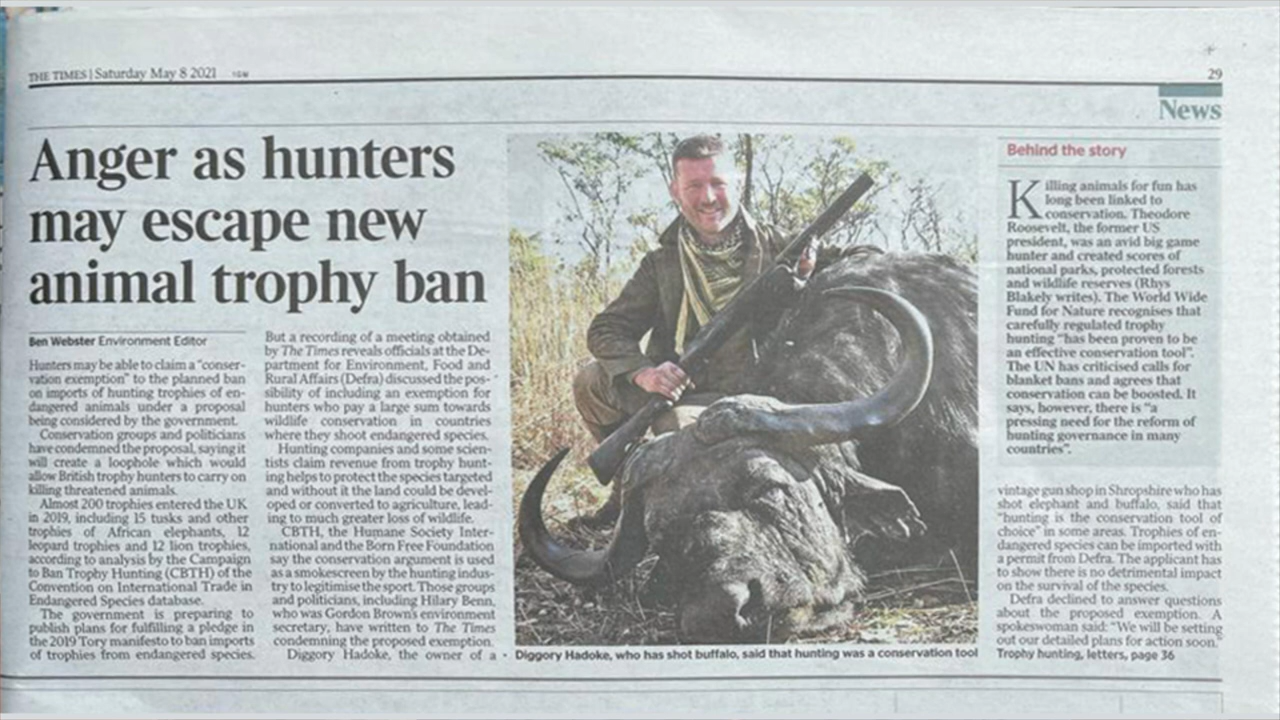 THE TIMES | Saturday May 8 2021 1GM
29
News
Anger as hunters
may escape new
animal trophy ban
Ben Webster Environment Editor
Hunters may be able to claim a "conser-
vation exemption" to the planned ban
on imports of hunting trophies of en-
dangered animals under a proposal
being considered by the government.
Conservation groups and politicians
have condemned the proposal, saying it
will create a loophole which would
allow British trophy hunters to carry on
killing threatened animals.
Almost 200 trophies entered the UK
in 2019, including 15 tusks and other
trophies of African elephants, 12
leopard trophies and 12 lion trophies,
according to analysis by the Campaign
to Ban Trophy Hunting (CBTH) of the
Convention on International Trade in
Endangered Species database.
The government is preparing to
publish plans for fulfilling a pledge in
the 2019 Tory manifesto to ban imports
of trophies from endangered species.
But a recording of a meeting obtained
by The Times reveals officials at the De-
partment for Environment, Food and
Rural Affairs (Defra) discussed the pos-
sibility of including an exemption for
hunters who pay a large sum towards
wildlife conservation in countries
where they shoot endangered species.
Hunting companies and some scien-
tists claim revenue from trophy hunt-
ing helps to protect the species targeted
and without it the land could be devel-
oped or converted to agriculture, lead-
ing to much greater loss of wildlife.
CBTH, the Humane Society Inter-
national and the Born Free Foundation
say the conservation argument is used
as a smokescreen by the hunting indus-
try to legitimise the sport. Those groups
and politicians, including Hilary Benn,
who was Gordon Brown's environment
secretary, have written to The Times
condemning the proposed exemption.
Diggory Hadoke, the owner of a
Diggory Hadoke, who has shot buffalo, said that hunting was a conservation tool
Behind the story
Killing animals for fun has
long been linked to
conservation. Theodore
Roosevelt, the former US
president, was an avid big game
hunter and created scores of
national parks, protected forests
and wildlife reserves (Rhys
Blakely writes). The World Wide
Fund for Nature recognises that
carefully regulated trophy
hunting "has been proven to be
an effective conservation tool".
The UN has criticised calls for
blanket bans and agrees that
conservation can be boosted. It
says, however, there is "a
pressing need for the reform of
hunting governance in many
countries".
vintage gun shop in Shropshire who has
shot elephant and buffalo, said that
"hunting is the conservation tool of
choice" in some areas. Trophies of en-
dangered species can be imported with
a permit from Defra. The applicant has
to show there is no detrimental impact
on the survival of the species.
Defra declined to answer questions
about the proposed exemption. A
spokeswoman said: "We will be setting
out our detailed plans for action soon."
Trophy hunting, letters, page 36